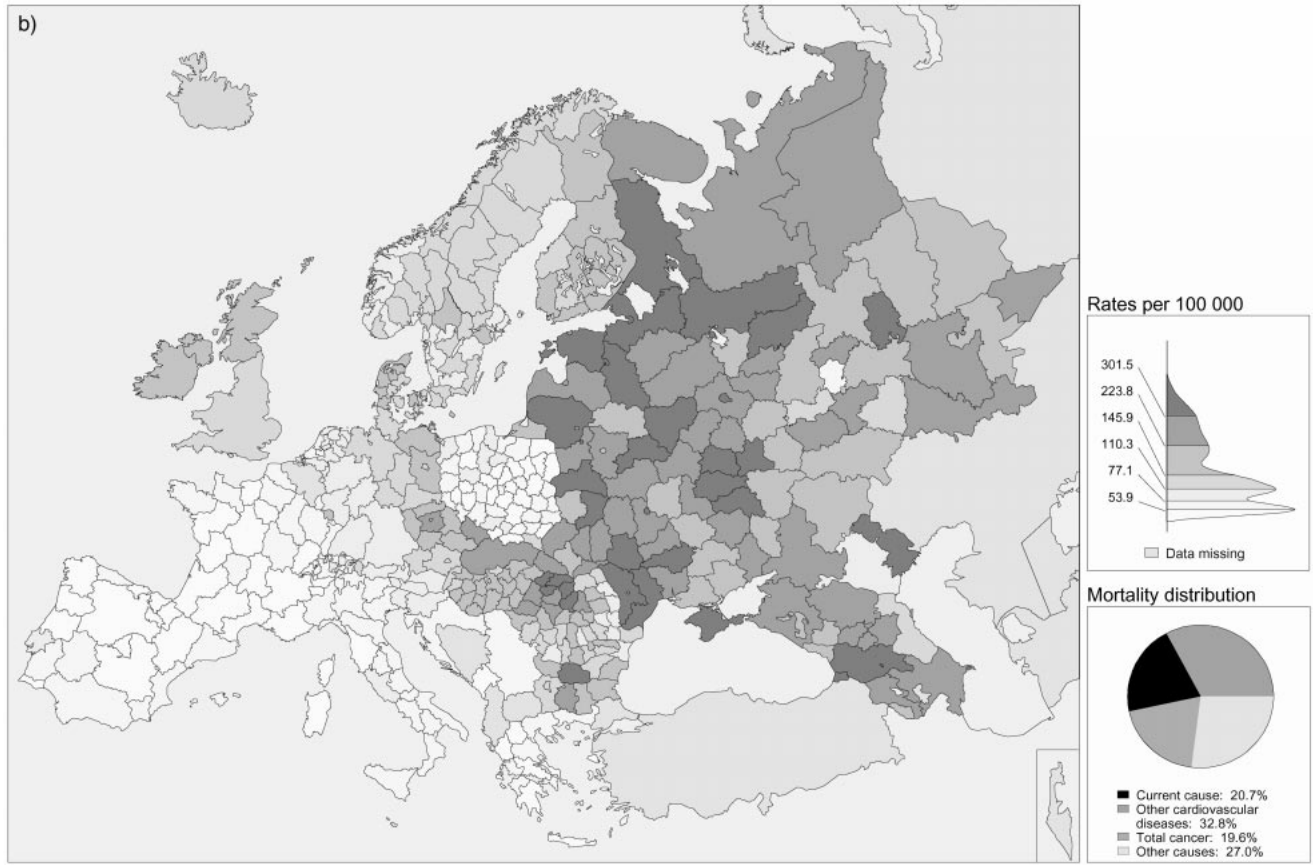 b)
Rates per 100 000
301.5
223.8
145.9
110.3
77.1
53.9
Data missing
Mortality distribution
Current cause: 20.7%
Other cardiovascular
diseases: 32.8%
Total cancer: 19.6%
Other causes: 27.0%